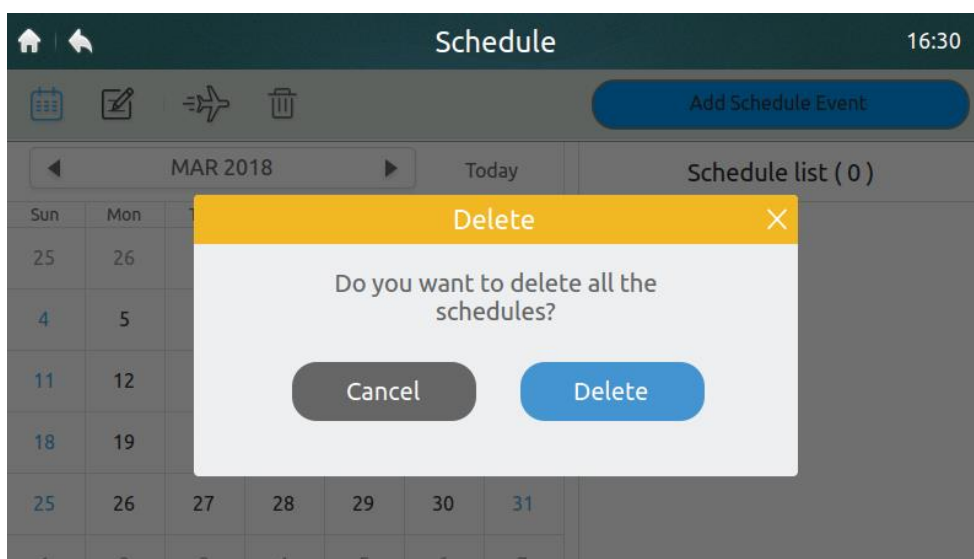 Schedule
16:30
Add Schedule Event
MAR 2018
Today
Schedule list ( 0 )
Sun Mon
Delete
25 26
Do you want to delete all the
schedules?
4 5
11 12
Cancel Delete
18 19
25 26 27 28 29 30 31